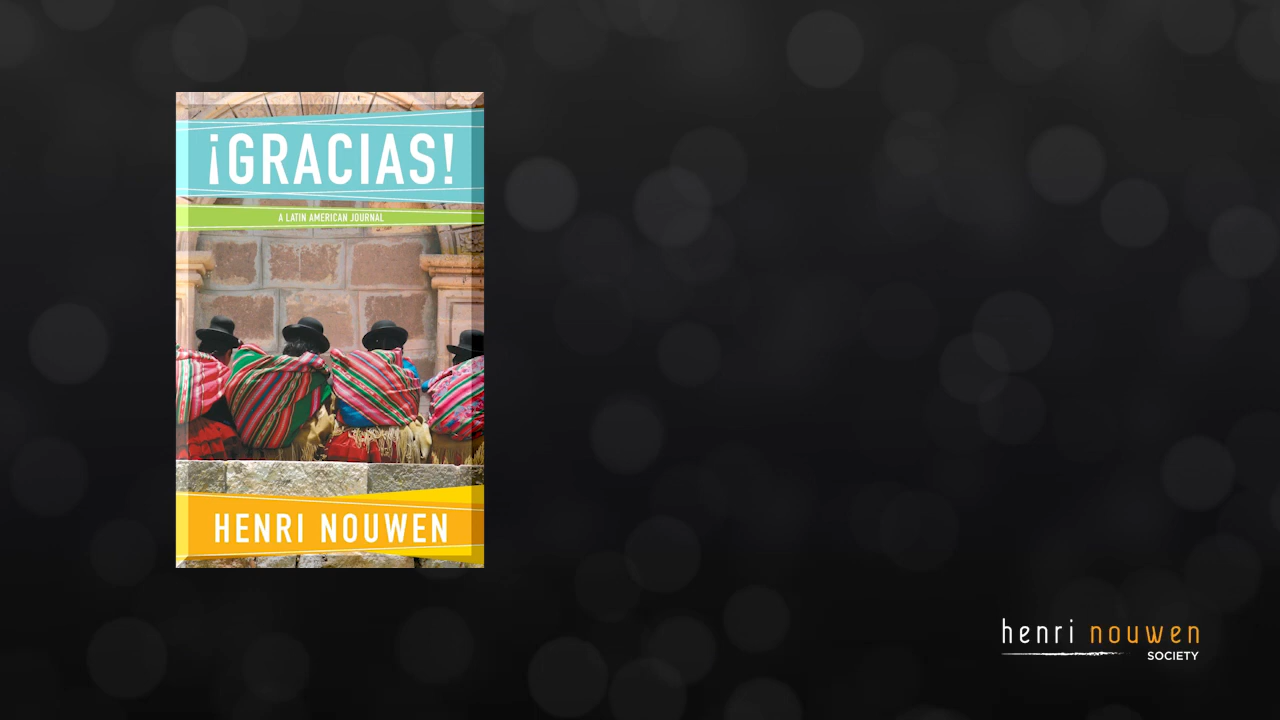 ¡GRACIAS!
A LATIN AMERICAN JOURNAL
HENRI NOUWEN
henri nouwen
SOCIETY